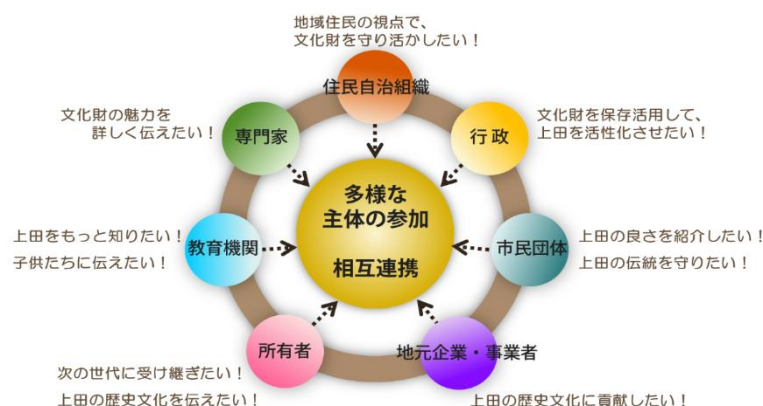 地域住民の視点で、
文化財を守り活かしたい！
住民自治組織
文化財の魅力を
詳しく伝えたい！
専門家
行政
文化財を保存活用して、
上田を活性化させたい！
多様な
主体の参加
相互連携
上田をもっと知りたい！
子供たちに伝えたい！
教育機関
市民団体
上田の良さを紹介したい！
上田の伝統を守りたい！
所有者
次の世代に受け継ぎたい！
上田の歴史文化を伝えたい！
地元企業・事業者
上田の歴史文化に貢献したい！